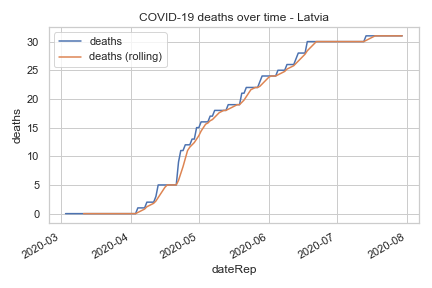 COVID-19 deaths over time - Latvia
deaths
deaths (rolling)
deaths
30
25
20
15
10
5
0
2020-03
2020-04
2020-05
2020-06
2020-07
2020-08
dateRep